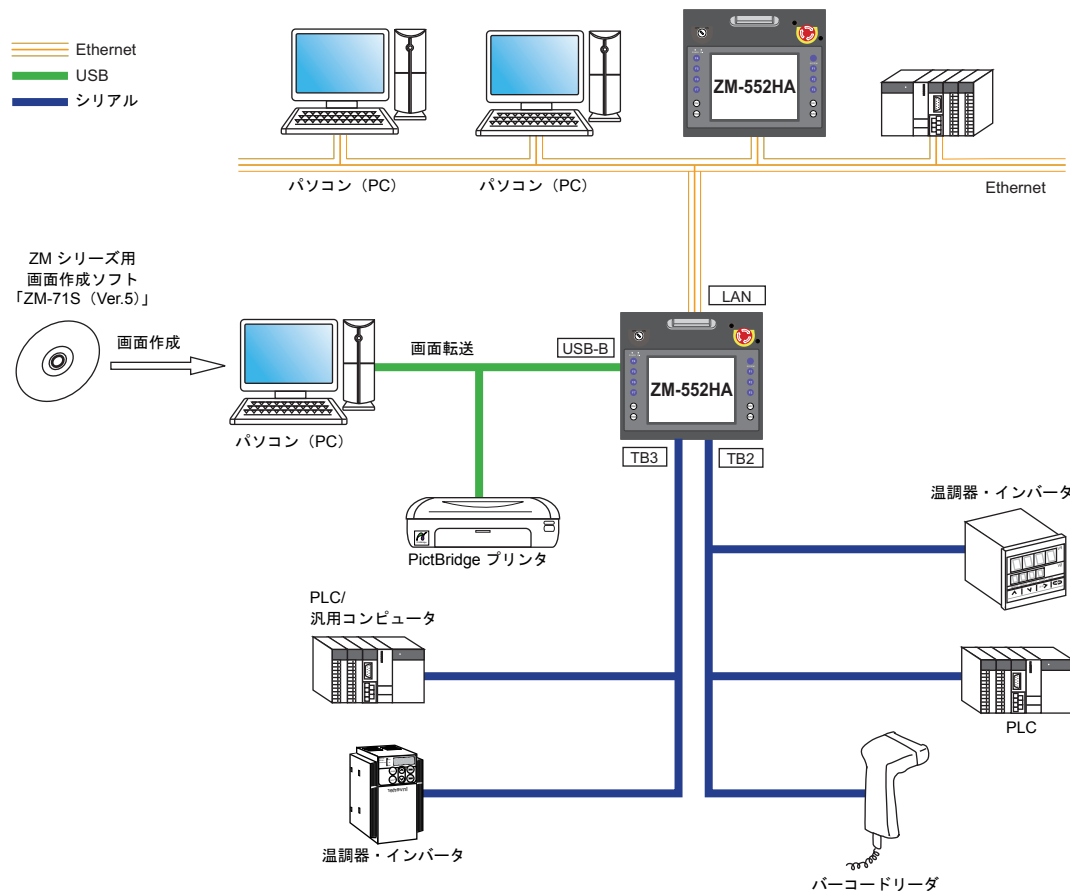 Ethernet
USB
シリアル
ZM-552HA
パソコン（PC）
パソコン（PC）
Ethernet
ZM シリーズ用
画面作成ソフト
「ZM-71S（Ver.5）」
画面作成
画面転送
USB-B
LAN
ZM-552HA
パソコン（PC）
TB3
TB2
PictBridge プリンタ
温調器・インバータ
PLC/
汎用コンピュータ
PLC
温調器・インバータ
バーコードリーダ